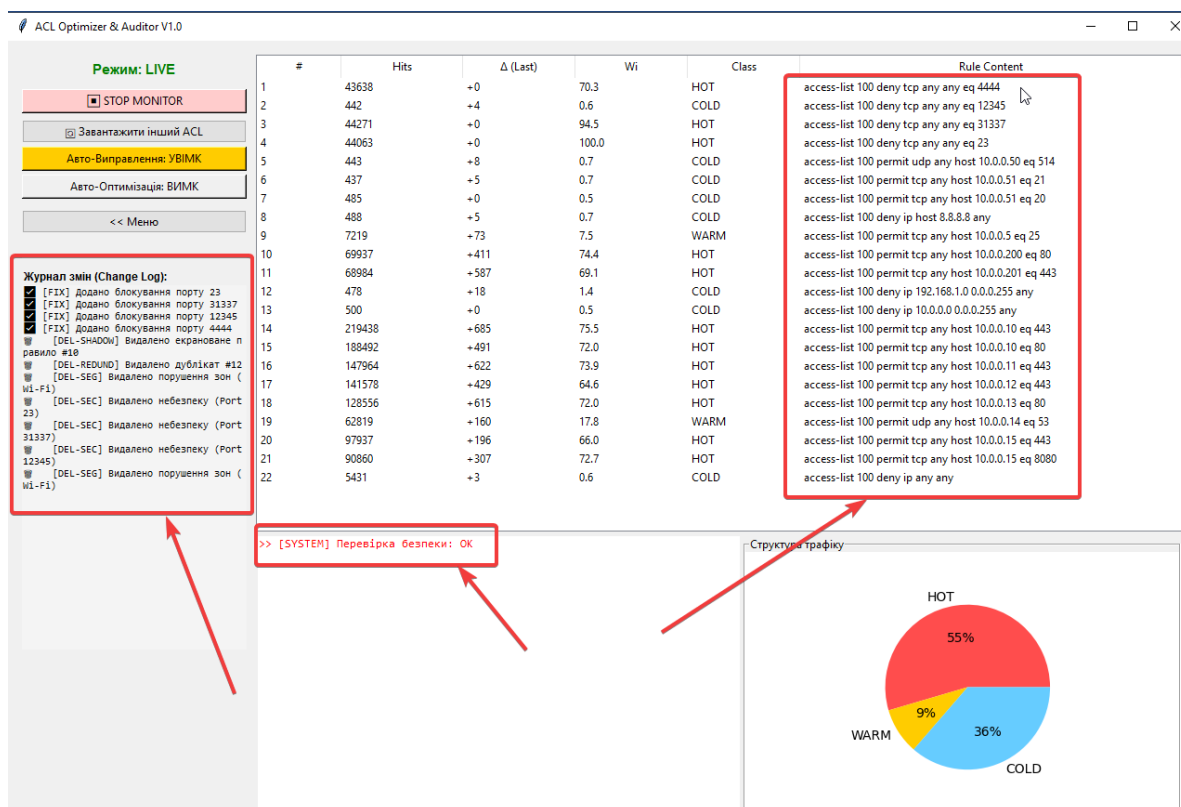 ACL Optimizer & Auditor V1.0
Режим: LIVE
STOP MONITOR
Завантажити інший ACL
Авто-Виправлення: УВІМК
Авто-Оптимізація: ВИМК
<< Меню
Журнал змін (Change Log):
[FIX] Додано блокування порту 23
[FIX] Додано блокування порту 31337
[FIX] Додано блокування порту 12345
[FIX] Додано блокування порту 4444
[DEL-SHADOW] Видалено екрановане п
равило #10
[DEL-REDUND] Видалено дублікат #12
[DEL-SEG] Видалено порушення зон (
Wi-Fi)
[DEL-SEC] Видалено небезпеку (Port
23)
[DEL-SEC] Видалено небезпеку (Port
31337)
[DEL-SEC] Видалено небезпеку (Port
12345)
[DEL-SEG] Видалено порушення зон (
Wi-Fi)
# Hits Δ (Last) Wi Class Rule Content
1 43638 +0 70.3 HOT access-list 100 deny tcp any any eq 4444
2 442 +4 0.6 COLD access-list 100 deny tcp any any eq 12345
3 44271 +0 94.5 HOT access-list 100 deny tcp any any eq 31337
4 44063 +0 100.0 HOT access-list 100 deny tcp any any eq 23
5 443 +8 0.7 COLD access-list 100 permit udp any host 10.0.0.50 eq 514
6 437 +5 0.7 COLD access-list 100 permit tcp any host 10.0.0.51 eq 21
7 485 +0 0.5 COLD access-list 100 permit tcp any host 10.0.0.51 eq 20
8 488 +5 0.7 COLD access-list 100 deny ip host 8.8.8.8 any
9 7219 +73 7.5 WARM access-list 100 permit tcp any host 10.0.0.5 eq 25
10 69937 +411 74.4 HOT access-list 100 permit tcp any host 10.0.0.200 eq 80
11 68984 +587 69.1 HOT access-list 100 permit tcp any host 10.0.0.201 eq 443
12 478 +18 1.4 COLD access-list 100 deny ip 192.168.1.0 0.0.0.255 any
13 500 +0 0.5 COLD access-list 100 deny ip 10.0.0.0 0.0.0.255 any
14 219438 +685 75.5 HOT access-list 100 permit tcp any host 10.0.0.10 eq 443
15 188492 +491 72.0 HOT access-list 100 permit tcp any host 10.0.0.10 eq 80
16 147964 +622 73.9 HOT access-list 100 permit tcp any host 10.0.0.11 eq 443
17 141578 +429 64.6 HOT access-list 100 permit tcp any host 10.0.0.12 eq 443
18 128556 +615 72.0 HOT access-list 100 permit tcp any host 10.0.0.13 eq 80
19 62819 +160 17.8 WARM access-list 100 permit udp any host 10.0.0.14 eq 53
20 97937 +196 66.0 HOT access-list 100 permit tcp any host 10.0.0.15 eq 443
21 90860 +307 72.7 HOT access-list 100 permit tcp any host 10.0.0.15 eq 8080
22 5431 +3 0.6 COLD access-list 100 deny ip any any
>> [SYSTEM] Перевірка безпеки: OK
Структура трафіку
HOT
55%
9%
WARM
36%
COLD